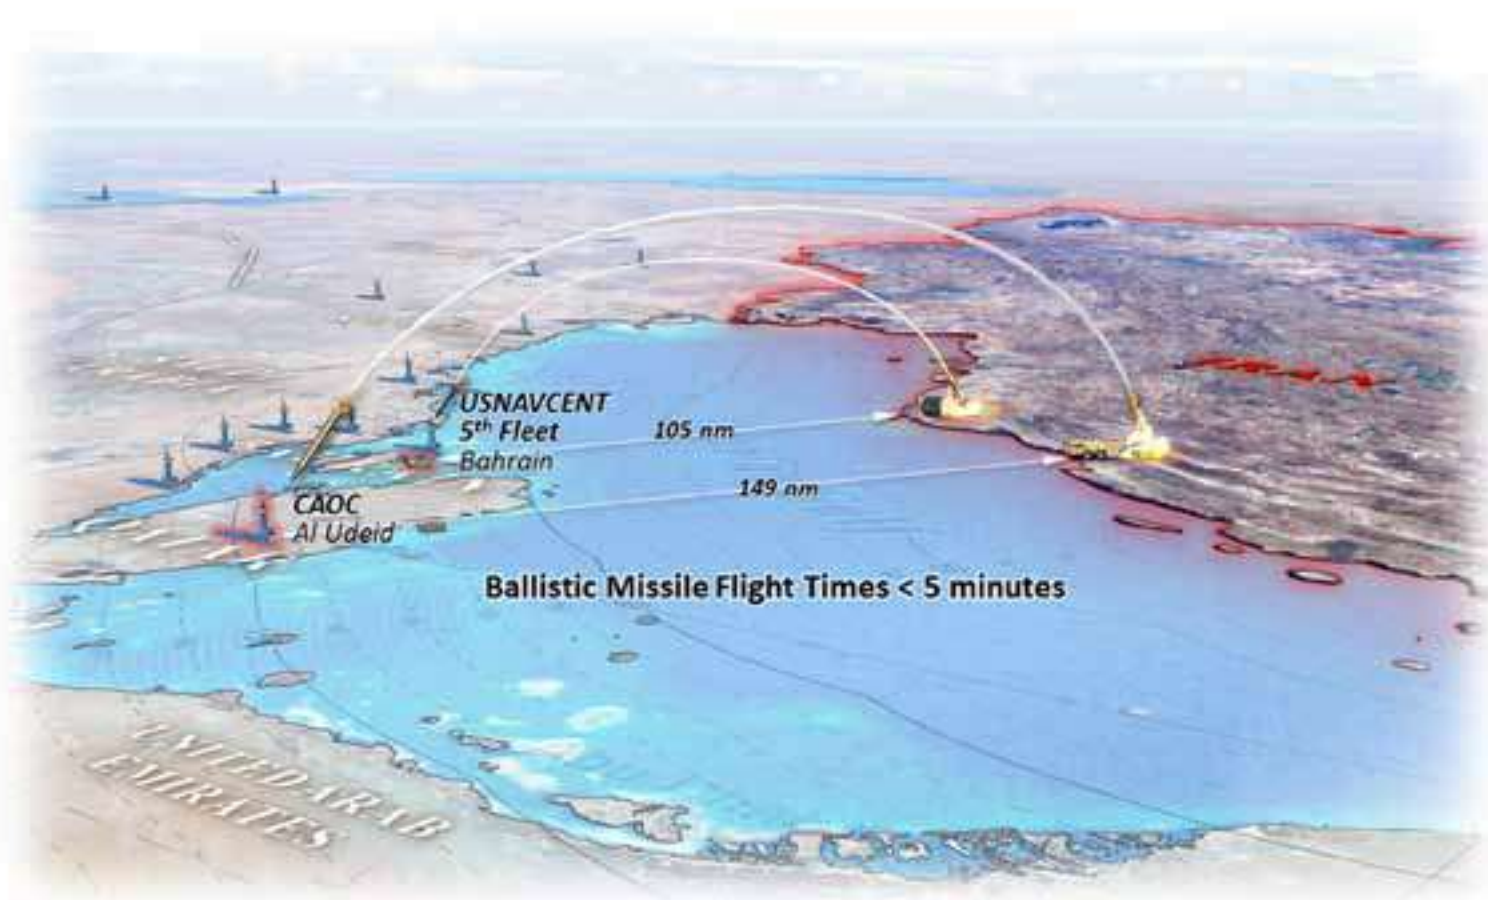 USNAVCENT
5th Fleet
Bahrain
105 nm
149 nm
CAOC
Al Udeid
Ballistic Missile Flight Times < 5 minutes
UNITED ARAB
EMIRATES
IRAN